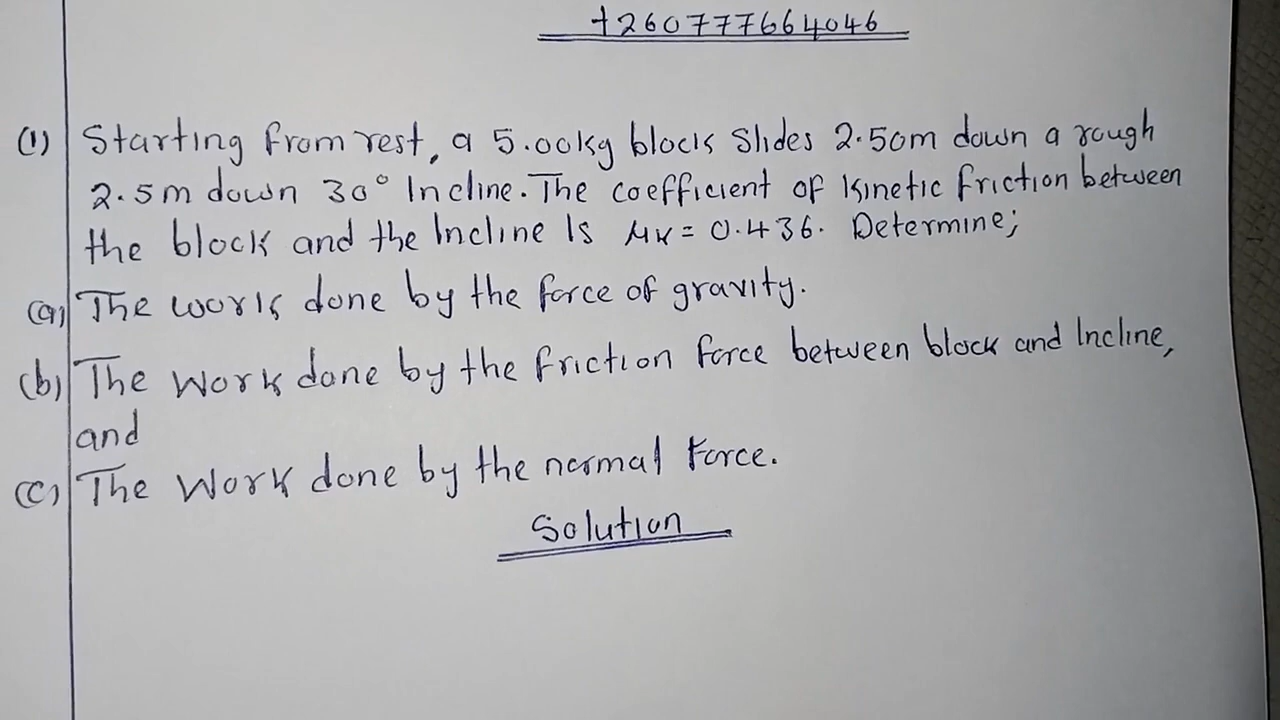 +260777664046
(1) Starting from rest, a 5.00kg block slides 2.50m down a rough
2.5m down 30° Incline. The coefficient of kinetic friction between
the block and the Incline Is μk = 0.436. Determine;
(a) The work done by the force of gravity.
(b) The Work done by the friction force between block and Incline,
and
(c) The Work done by the normal Force.
Solution